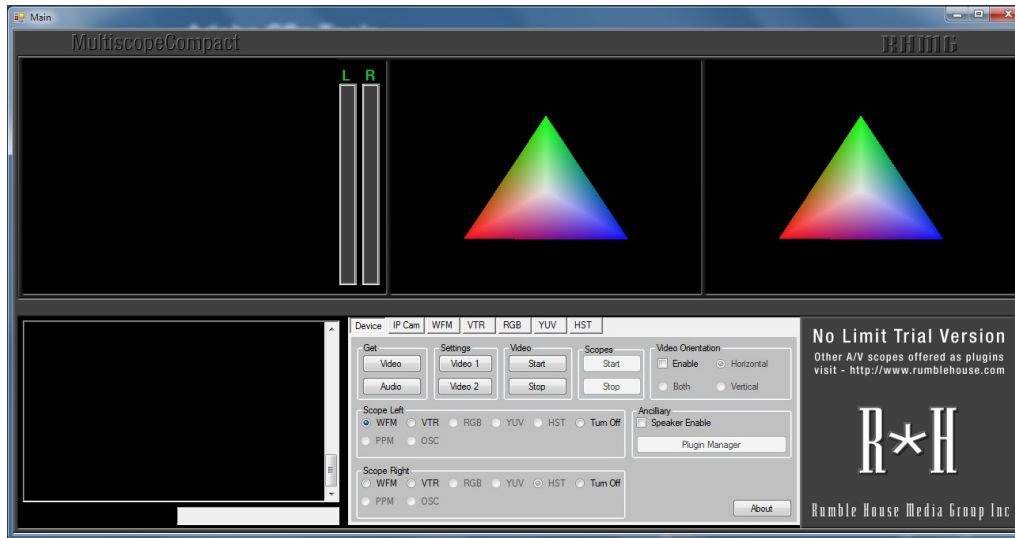 Main
MultiscopeCompact
RHMG
L R
Device IP Cam WFM VTR RGB YUV HST
Get Settings Video Scopes Video Orientation
Video Video 1 Start Start Enable Horizontal
Audio Video 2 Stop Stop Both Vertical
Scope Left
WFM VTR RGB YUV HST Turn Off
PPM OSC
Ancilliary
Speaker Enable
Plugin Manager
Scope Right
WFM VTR RGB YUV HST Turn Off
PPM OSC
About
No Limit Trial Version
Other A/V scopes offered as plugins
visit - http://www.rumblehouse.com
R*H
Rumble House Media Group Inc